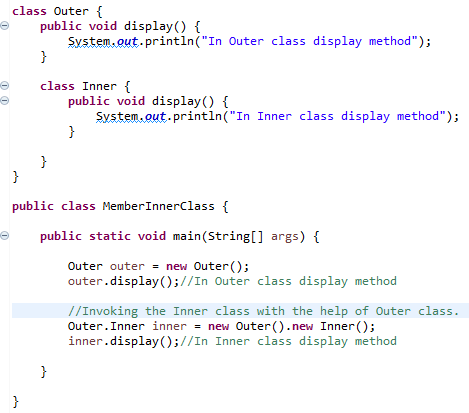 class Outer {
    public void display() {
        System.out.println("In Outer class display method");
    }

    class Inner {
        public void display() {
            System.out.println("In Inner class display method");
        }

    }
}

public class MemberInnerClass {

    public static void main(String[] args) {

        Outer outer = new Outer();
        outer.display();//In Outer class display method

        //Invoking the Inner class with the help of Outer class.
        Outer.Inner inner = new Outer().new Inner();
        inner.display();//In Inner class display method

    }

}